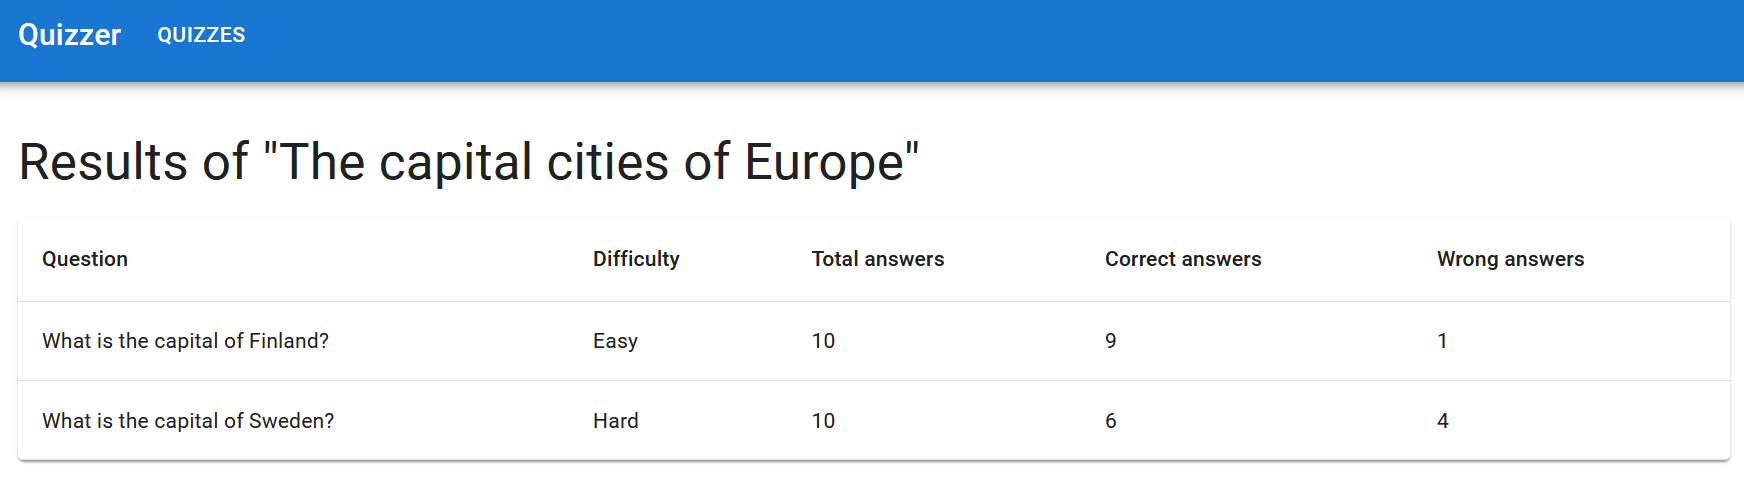 Quizzer QUIZZES
Results of "The capital cities of Europe"
Question Difficulty Total answers Correct answers Wrong answers
What is the capital of Finland? Easy 10 9 1
What is the capital of Sweden? Hard 10 6 4